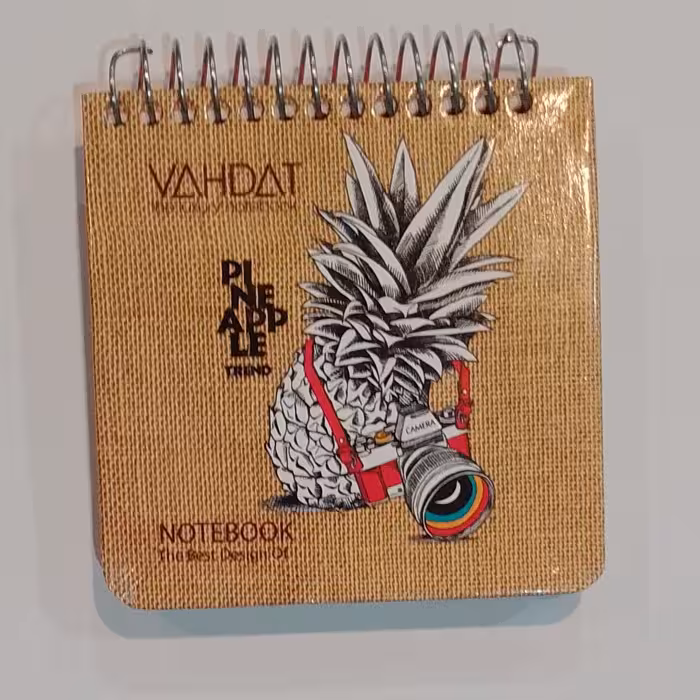 VAHDAT
PI
NE
APP
LE
TREND
CAMERA
NOTEBOOK
The Best Design Of